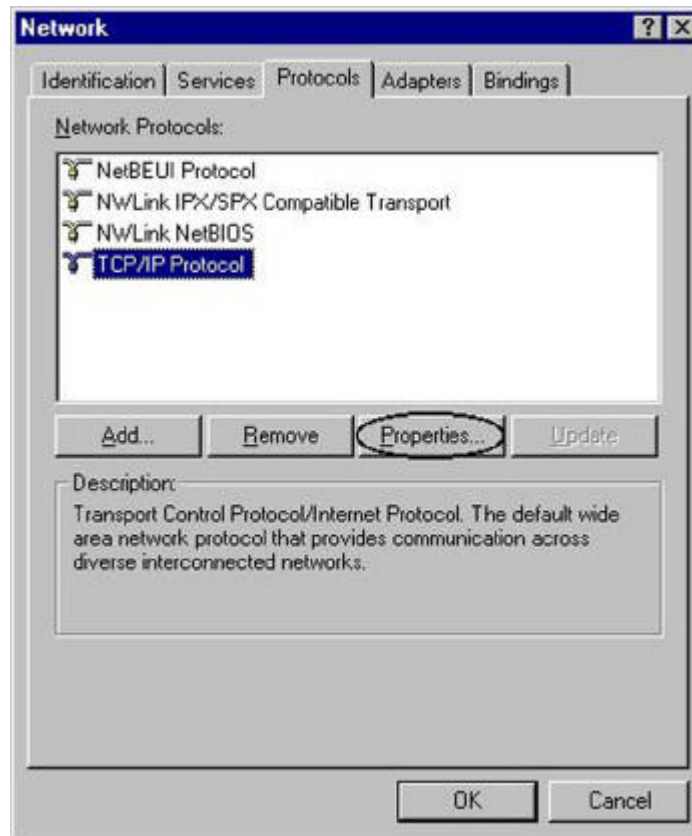 Network
Identification Services Protocols Adapters Bindings
Network Protocols:
NetBEUI Protocol
NWLink IPX/SPX Compatible Transport
NWLink NetBIOS
TCP/IP Protocol
Add... Remove Properties... Update
Description:
Transport Control Protocol/Internet Protocol. The default wide
area network protocol that provides communication across
diverse interconnected networks.
OK Cancel